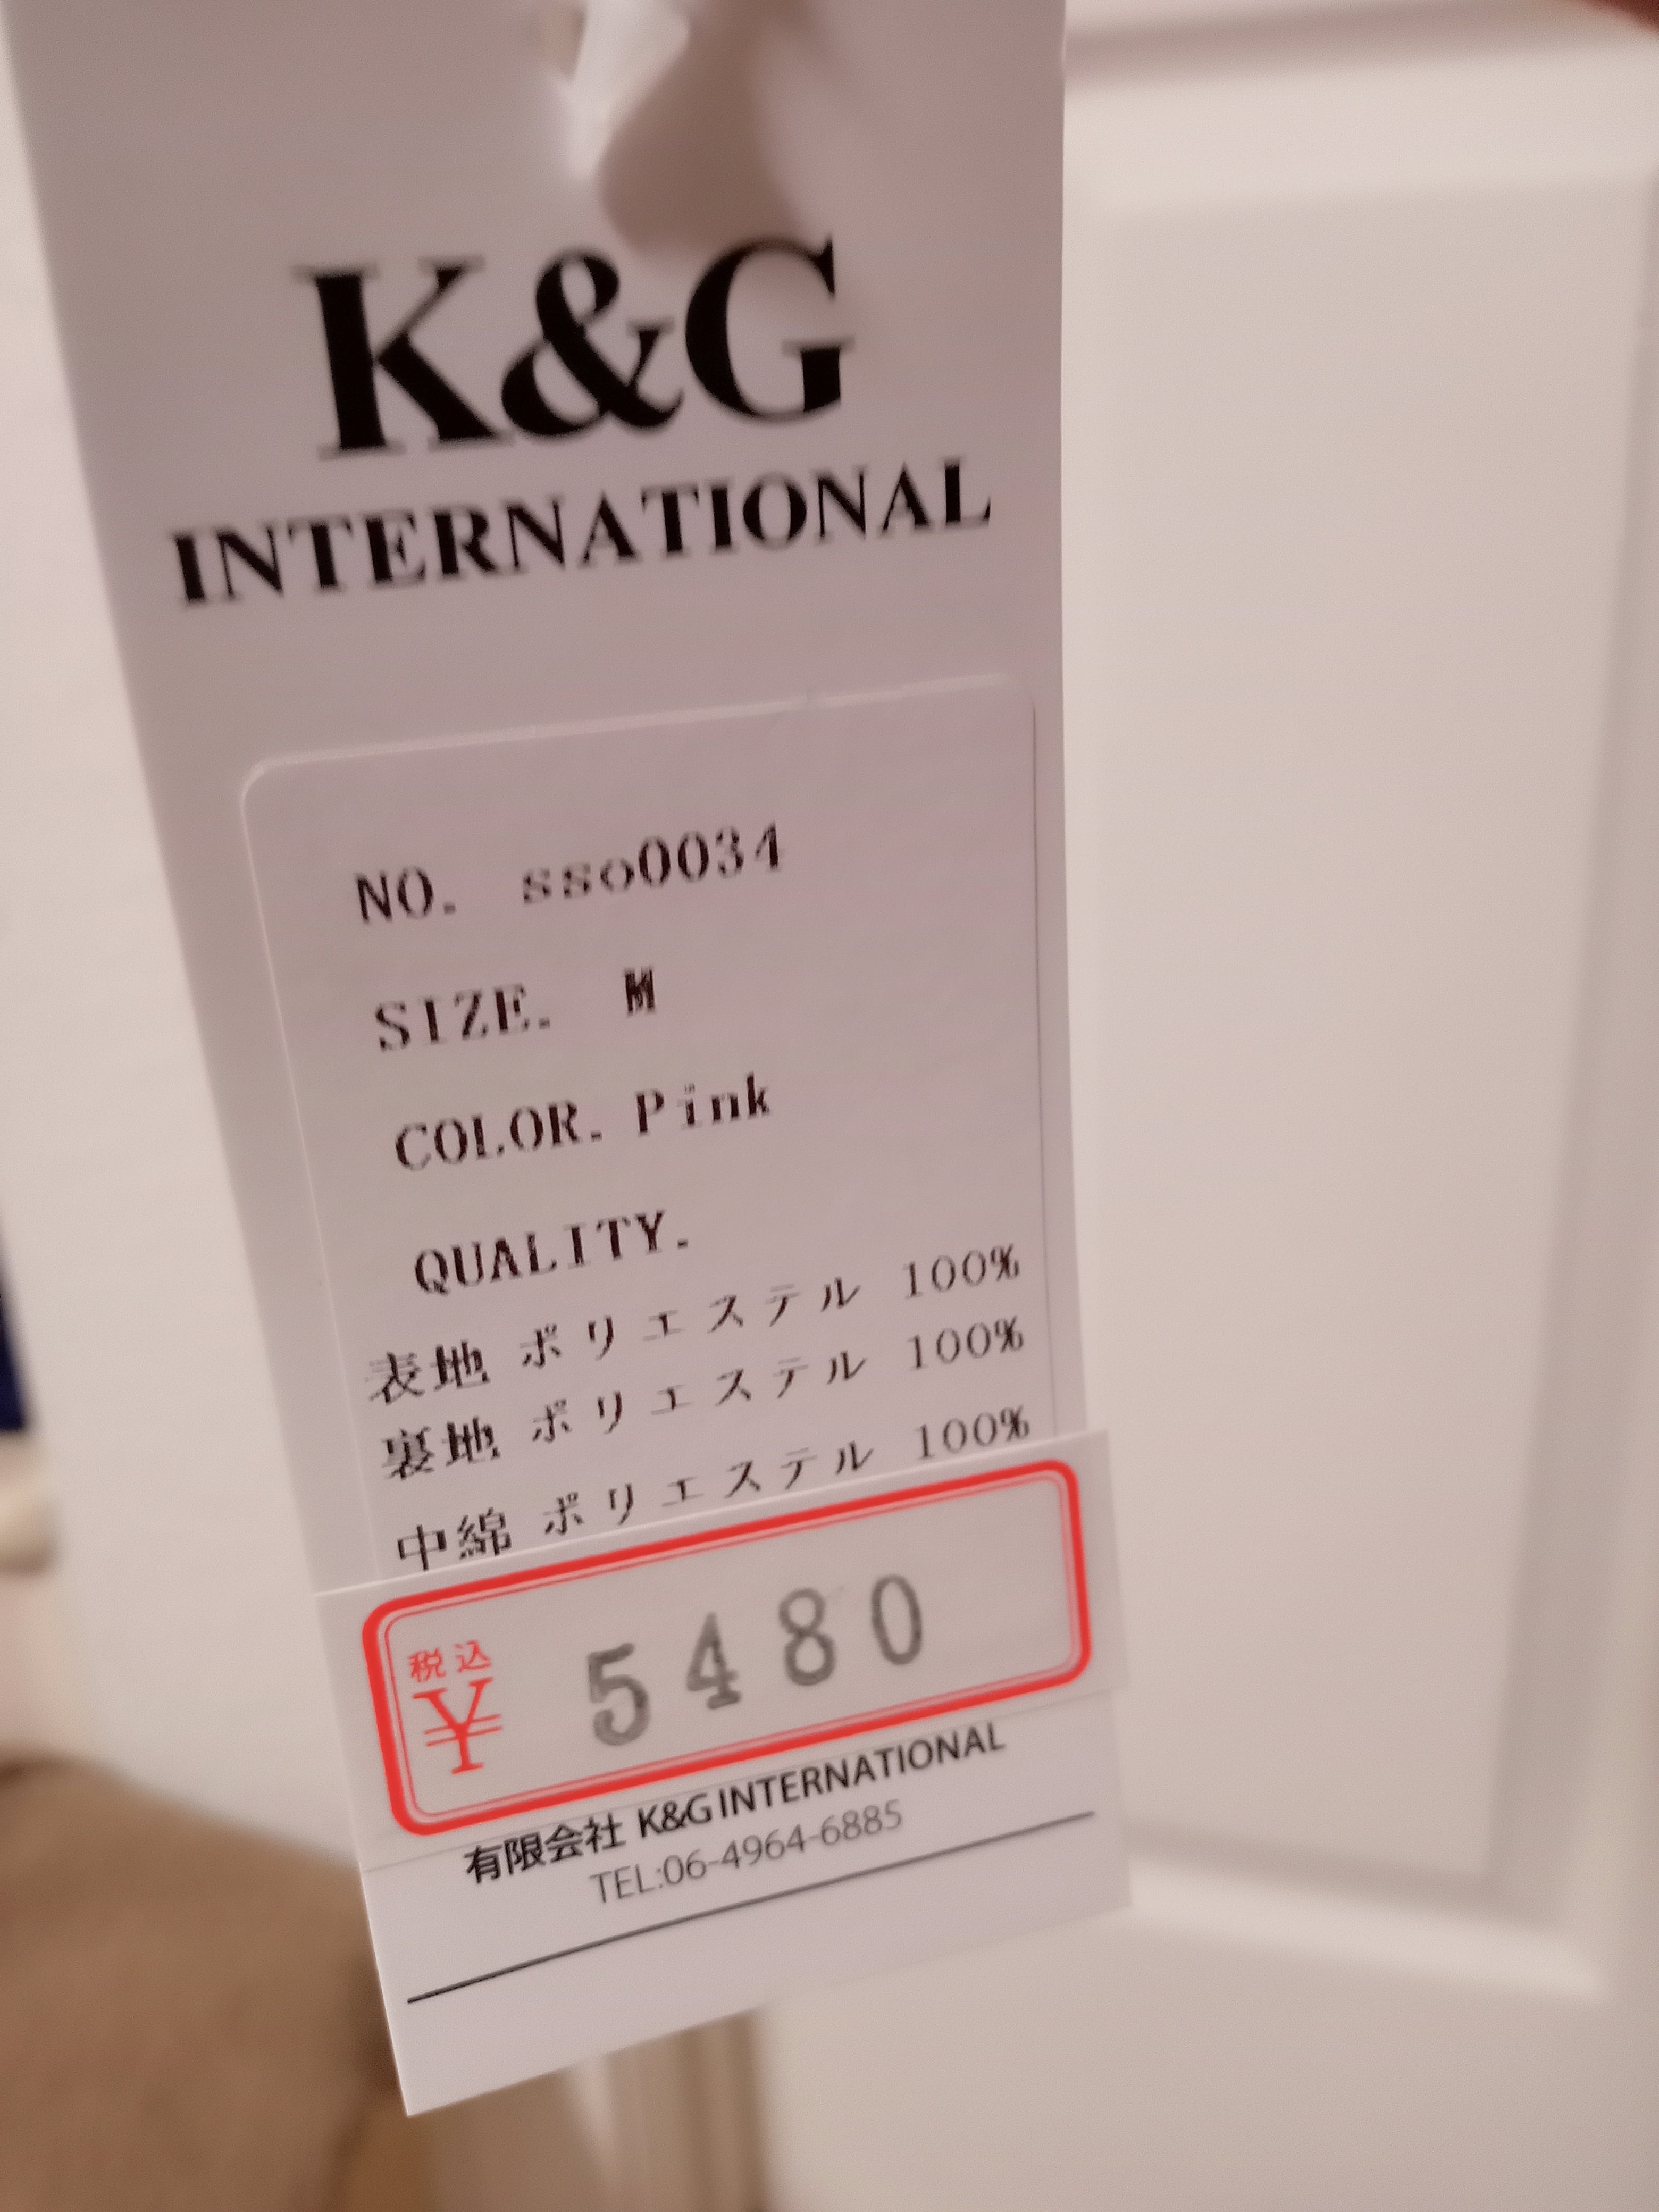 K&G
INTERNATIONAL
NO. sso0034
SIZE. M
COLOR. Pink
QUALITY.
表地 ポリエステル 100%
裏地 ポリエステル 100%
中綿 ポリエステル 100%
税込
¥ 5480
有限会社 K&G INTERNATIONAL
TEL:06-4964-6885